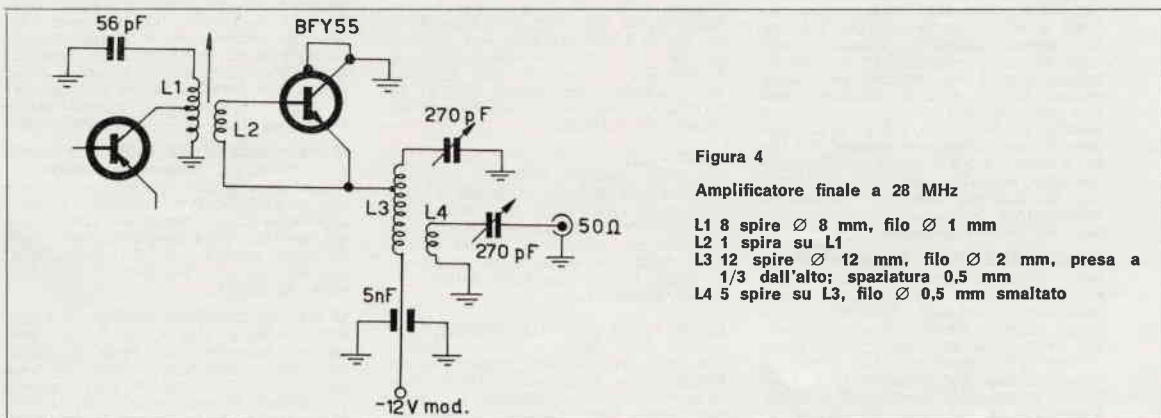 56 pF
BFY55
L1
L2
270 pF
L3
L4
270 pF
50Ω
5nF
-12V mod.
Figura 4
Amplificatore finale a 28 MHz
L1 8 spire Ø 8 mm, filo Ø 1 mm
L2 1 spira su L1
L3 12 spire Ø 12 mm, filo Ø 2 mm, presa a
1/3 dall'alto; spaziatura 0,5 mm
L4 5 spire su L3, filo Ø 0,5 mm smaltato